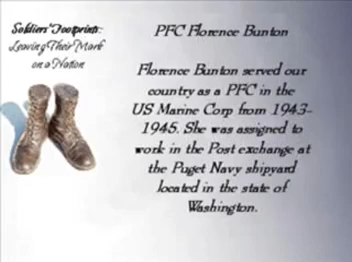 Soldiers' Footprints:
Leaving Their Mark
on a Nation
PFC Florence Bunton
Florence Bunton served our
country as a PFC in the
US Marine Corp from 1943-
1945. She was assigned to
work in the Post exchange at
the Puget Navy shipyard
located in the state of
Washington.